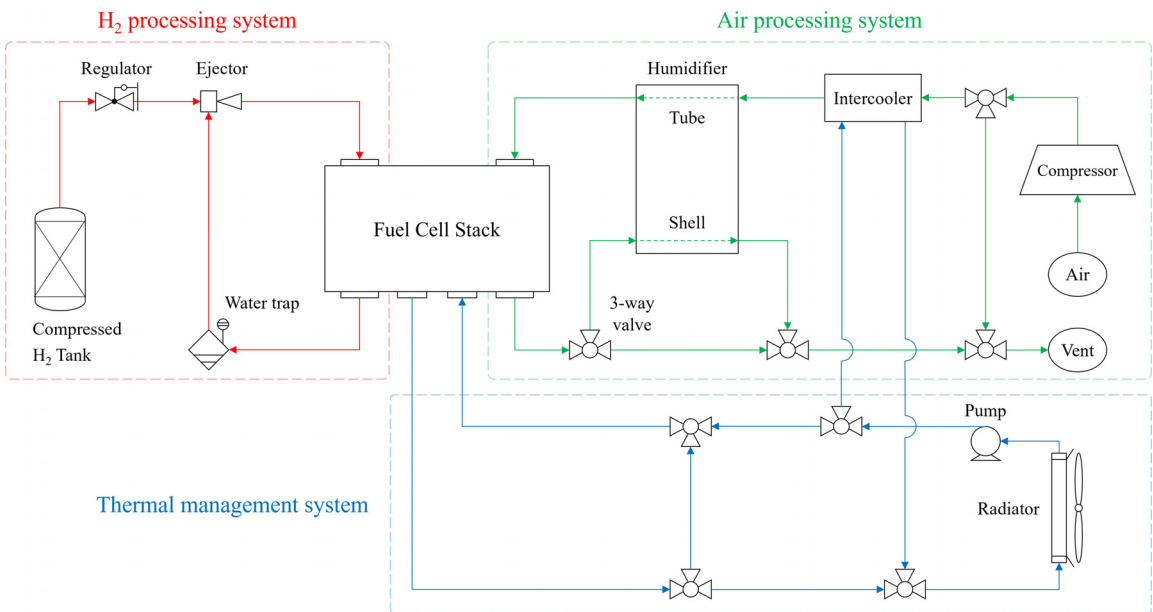 H₂ processing system
Air processing system
Regulator
Ejector
Humidifier
Intercooler
Tube
Compressor
Shell
Fuel Cell Stack
Air
Water trap
3-way
valve
Compressed
H₂ Tank
Vent
Pump
Thermal management system
Radiator